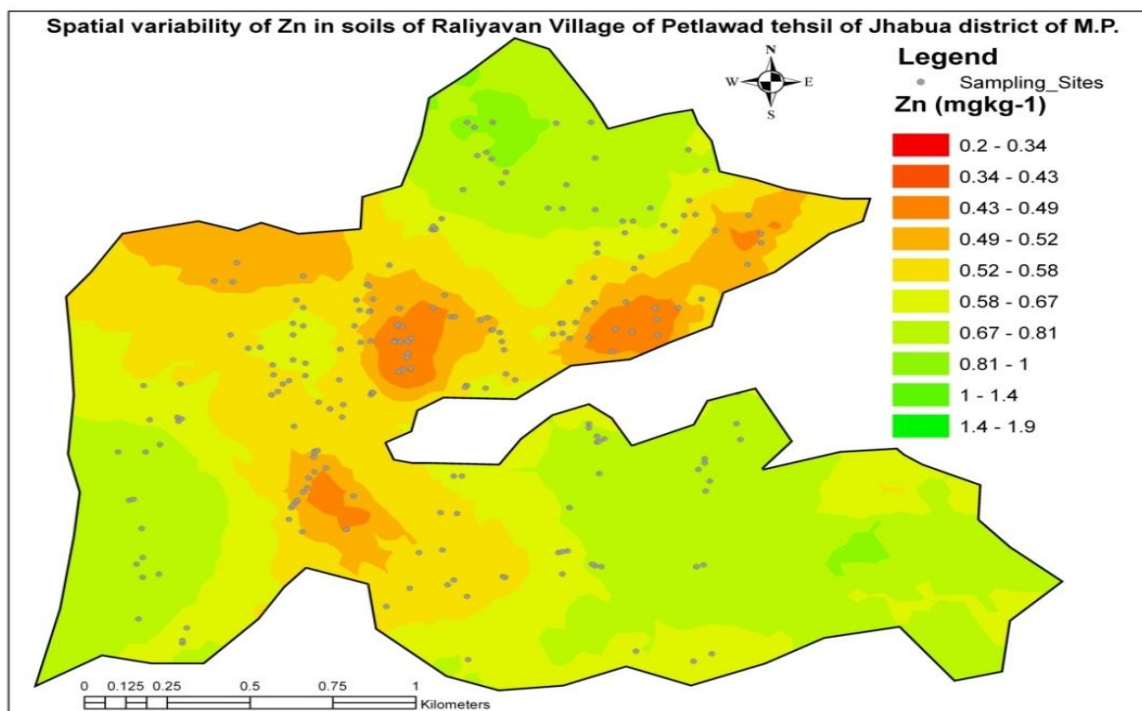 Spatial variability of Zn in soils of Raliyavan Village of Petlawad tehsil of Jhabua district of M.P.
Legend
Sampling_Sites
Zn (mgkg-1)
0.2 - 0.34
0.34 - 0.43
0.43 - 0.49
0.49 - 0.52
0.52 - 0.58
0.58 - 0.67
0.67 - 0.81
0.81 - 1
1 - 1.4
1.4 - 1.9
N
W E
S
0 0.125 0.25 0.5 0.75 1
Kilometers